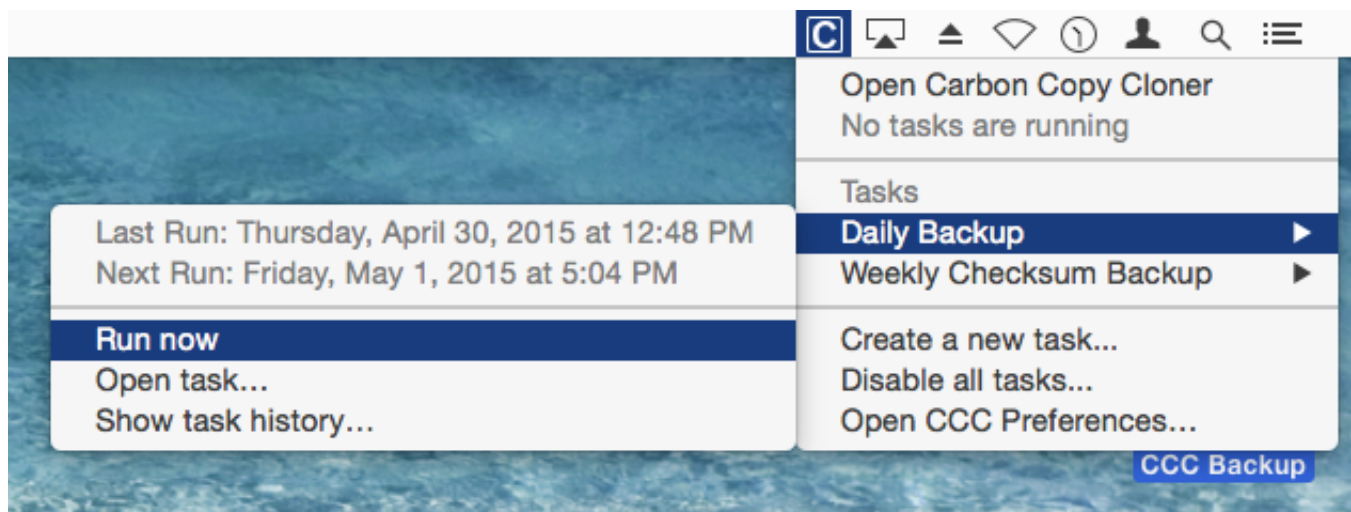 C
Open Carbon Copy Cloner
No tasks are running
Tasks
Daily Backup
Weekly Checksum Backup
Create a new task...
Disable all tasks...
Open CCC Preferences...
Last Run: Thursday, April 30, 2015 at 12:48 PM
Next Run: Friday, May 1, 2015 at 5:04 PM
Run now
Open task...
Show task history...
CCC Backup